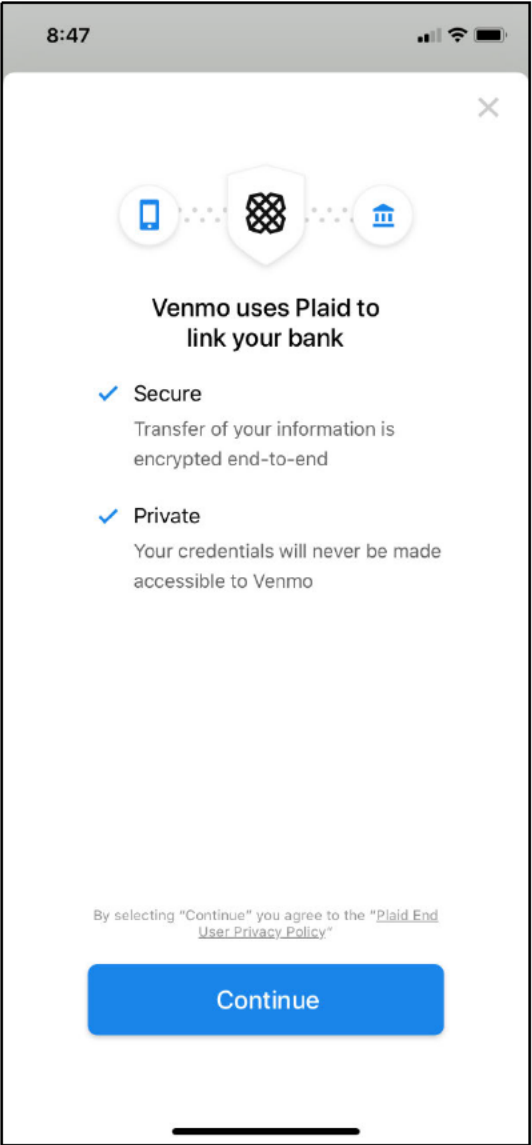 8:47
Venmo uses Plaid to
link your bank
Secure
Transfer of your information is
encrypted end-to-end
Private
Your credentials will never be made
accessible to Venmo
By selecting “Continue” you agree to the “Plaid End
User Privacy Policy”
Continue